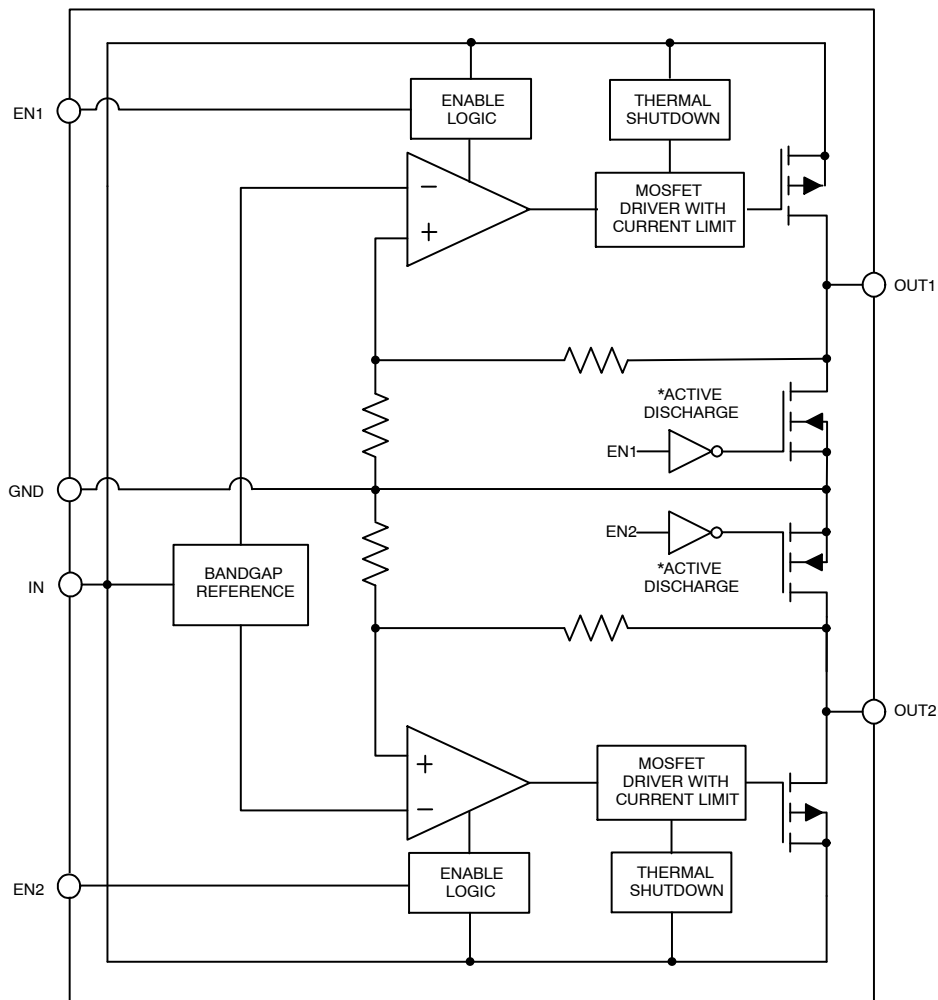 EN1
ENABLE
LOGIC
THERMAL
SHUTDOWN
−
+
MOSFET
DRIVER WITH
CURRENT LIMIT
OUT1
*ACTIVE
DISCHARGE
EN1
GND
EN2
*ACTIVE
DISCHARGE
IN
BANDGAP
REFERENCE
OUT2
+
−
MOSFET
DRIVER WITH
CURRENT LIMIT
EN2
ENABLE
LOGIC
THERMAL
SHUTDOWN